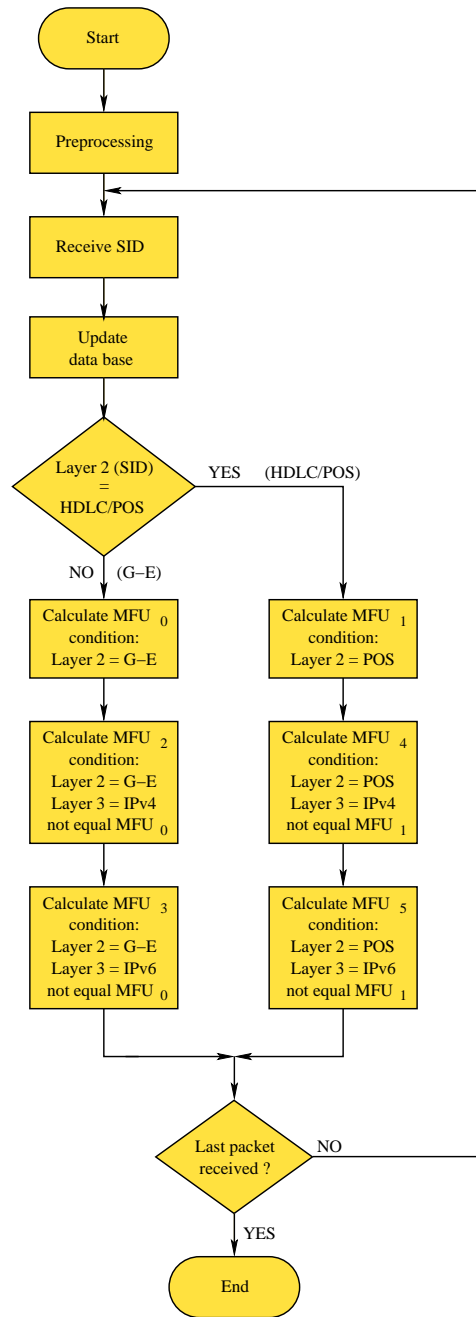 Start
Preprocessing
Receive SID
Update
data base
Layer 2 (SID)
=
HDLC/POS
YES (HDLC/POS)
NO (G−E)
Calculate MFU 0
condition:
Layer 2 = G−E
Calculate MFU 1
condition:
Layer 2 = POS
Calculate MFU 2
condition:
Layer 2 = G−E
Layer 3 = IPv4
not equal MFU 0
Calculate MFU 4
condition:
Layer 2 = POS
Layer 3 = IPv4
not equal MFU 1
Calculate MFU 3
condition:
Layer 2 = G−E
Layer 3 = IPv6
not equal MFU 0
Calculate MFU 5
condition:
Layer 2 = POS
Layer 3 = IPv6
not equal MFU 1
Last packet
received ?
NO
YES
End